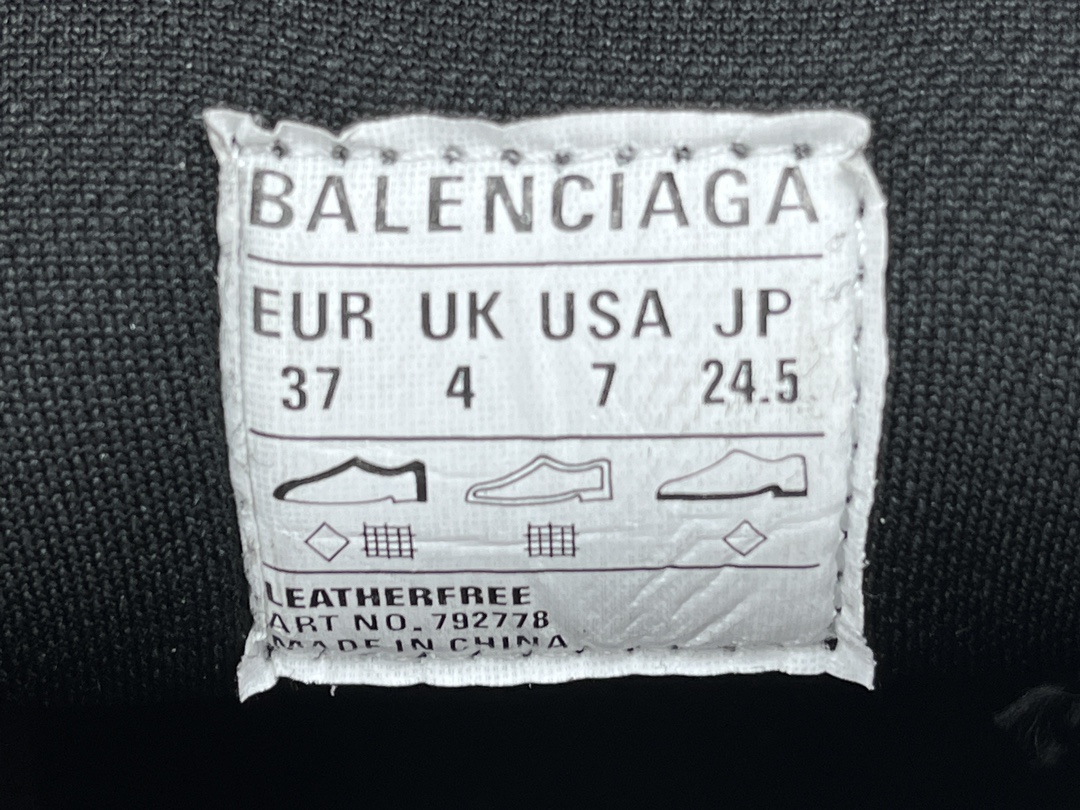 BALENCIAGA
EUR UK USA JP
37 4 7 24.5
LEATHERFREE
ART NO. 792778
MADE IN CHINA